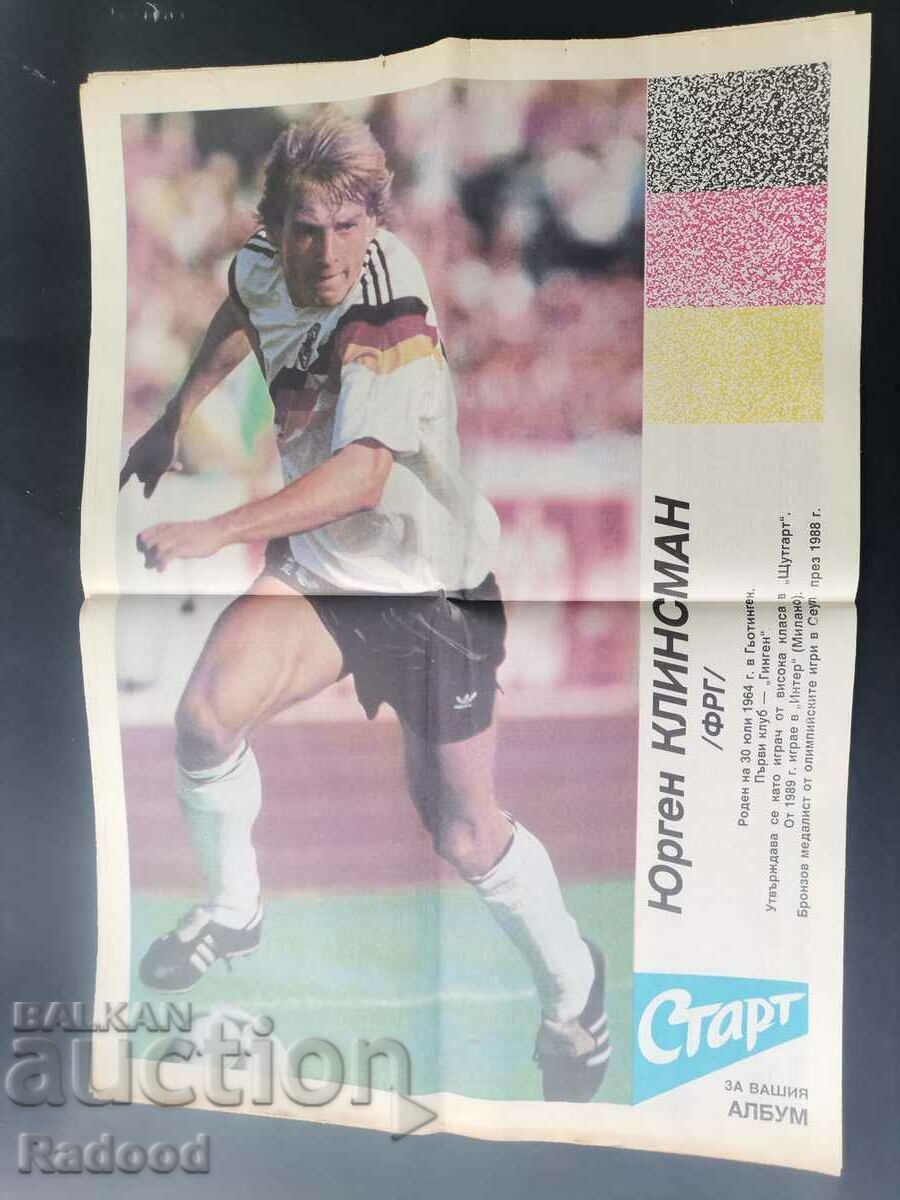 Юрген КЛИНСМАН
/ФРГ/
Роден на 30 юли 1964 г. в Гьотинген.
Първи клуб — „Гинген"
Утвърждава се като играч от висока класа в „Щутгарт".
От 1989 г. играе в „Интер" (Милано).
Бронзов медалист от олимпийските игри в Сеул през 1988 г.
Старт
ЗА ВАШИЯ
АЛБУМ
BALKAN
auction
Radood